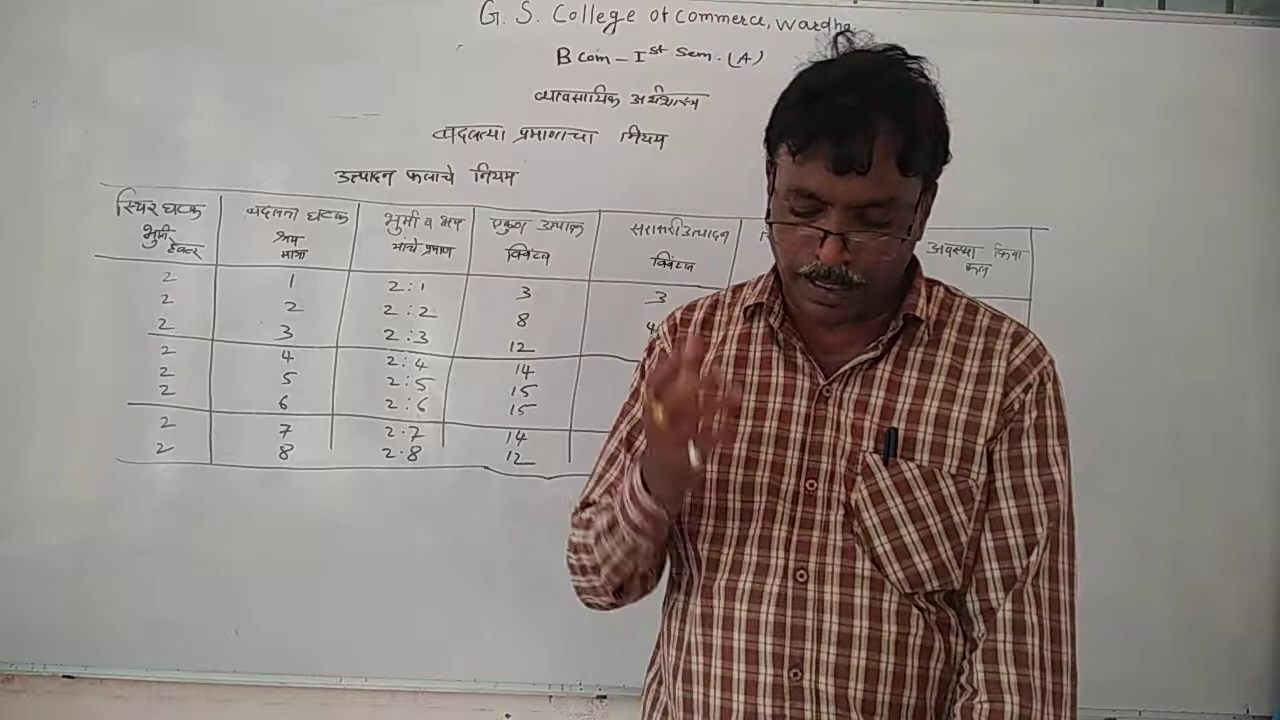 G. S. College of Commerce, Wardha
B com - Ist Sem. (A)
व्यावसायिक अर्थशास्त्र
बदलत्या प्रमाणाचा नियम
उत्पादन फलाचे नियम
स्थिर घटक बदलता घटक भुमी व श्रम एकुण उत्पादन सरासरी उत्पादन अवस्था किंवा
भुमी हेक्टर श्रम मात्रा यांचे प्रमाण क्विंटल क्विंटल
2 1 2:1 3 3
2 2 2:2 8 4
2 3 2:3 12
2 4 2:4 14
2 5 2:5 15
2 6 2:6 15
2 7 2.7 14
2 8 2.8 12